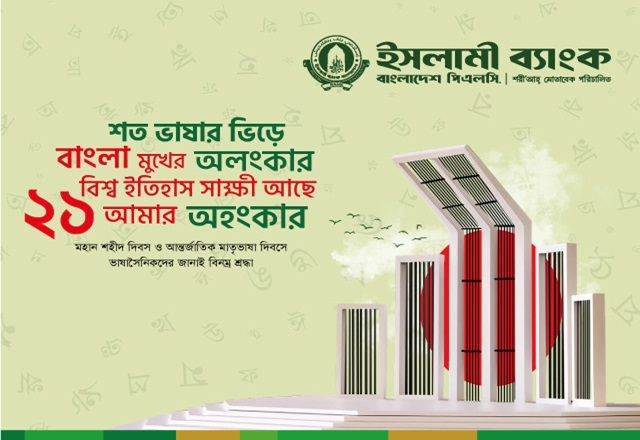 ইসলামী ব্যাংক
বাংলাদেশ পিএলসি. | শরী'আহ্ মোতাবেক পরিচালিত
শত ভাষার ভিড়ে
বাংলা মুখের অলংকার
বিশ্ব ইতিহাস সাক্ষী আছে
২১ আমার অহংকার
মহান শহীদ দিবস ও আন্তর্জাতিক মাতৃভাষা দিবসে
ভাষাসৈনিকদের জানাই বিনম্র শ্রদ্ধা